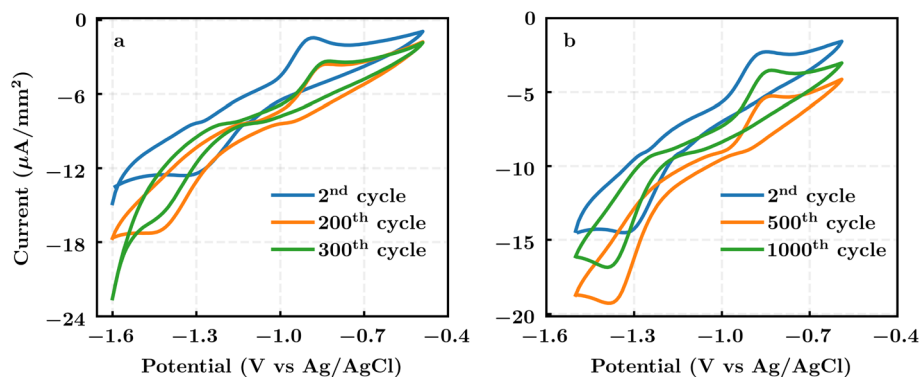 a
0
−6
−12
−18
−24
−1.6
−1.3
−1.0
−0.7
−0.4
Current (μA/mm²)
Potential (V vs Ag/AgCl)
2ⁿᵈ cycle
200ᵗʰ cycle
300ᵗʰ cycle
b
0
−5
−10
−15
−20
−1.6
−1.3
−1.0
−0.7
−0.4
Potential (V vs Ag/AgCl)
2ⁿᵈ cycle
500ᵗʰ cycle
1000ᵗʰ cycle